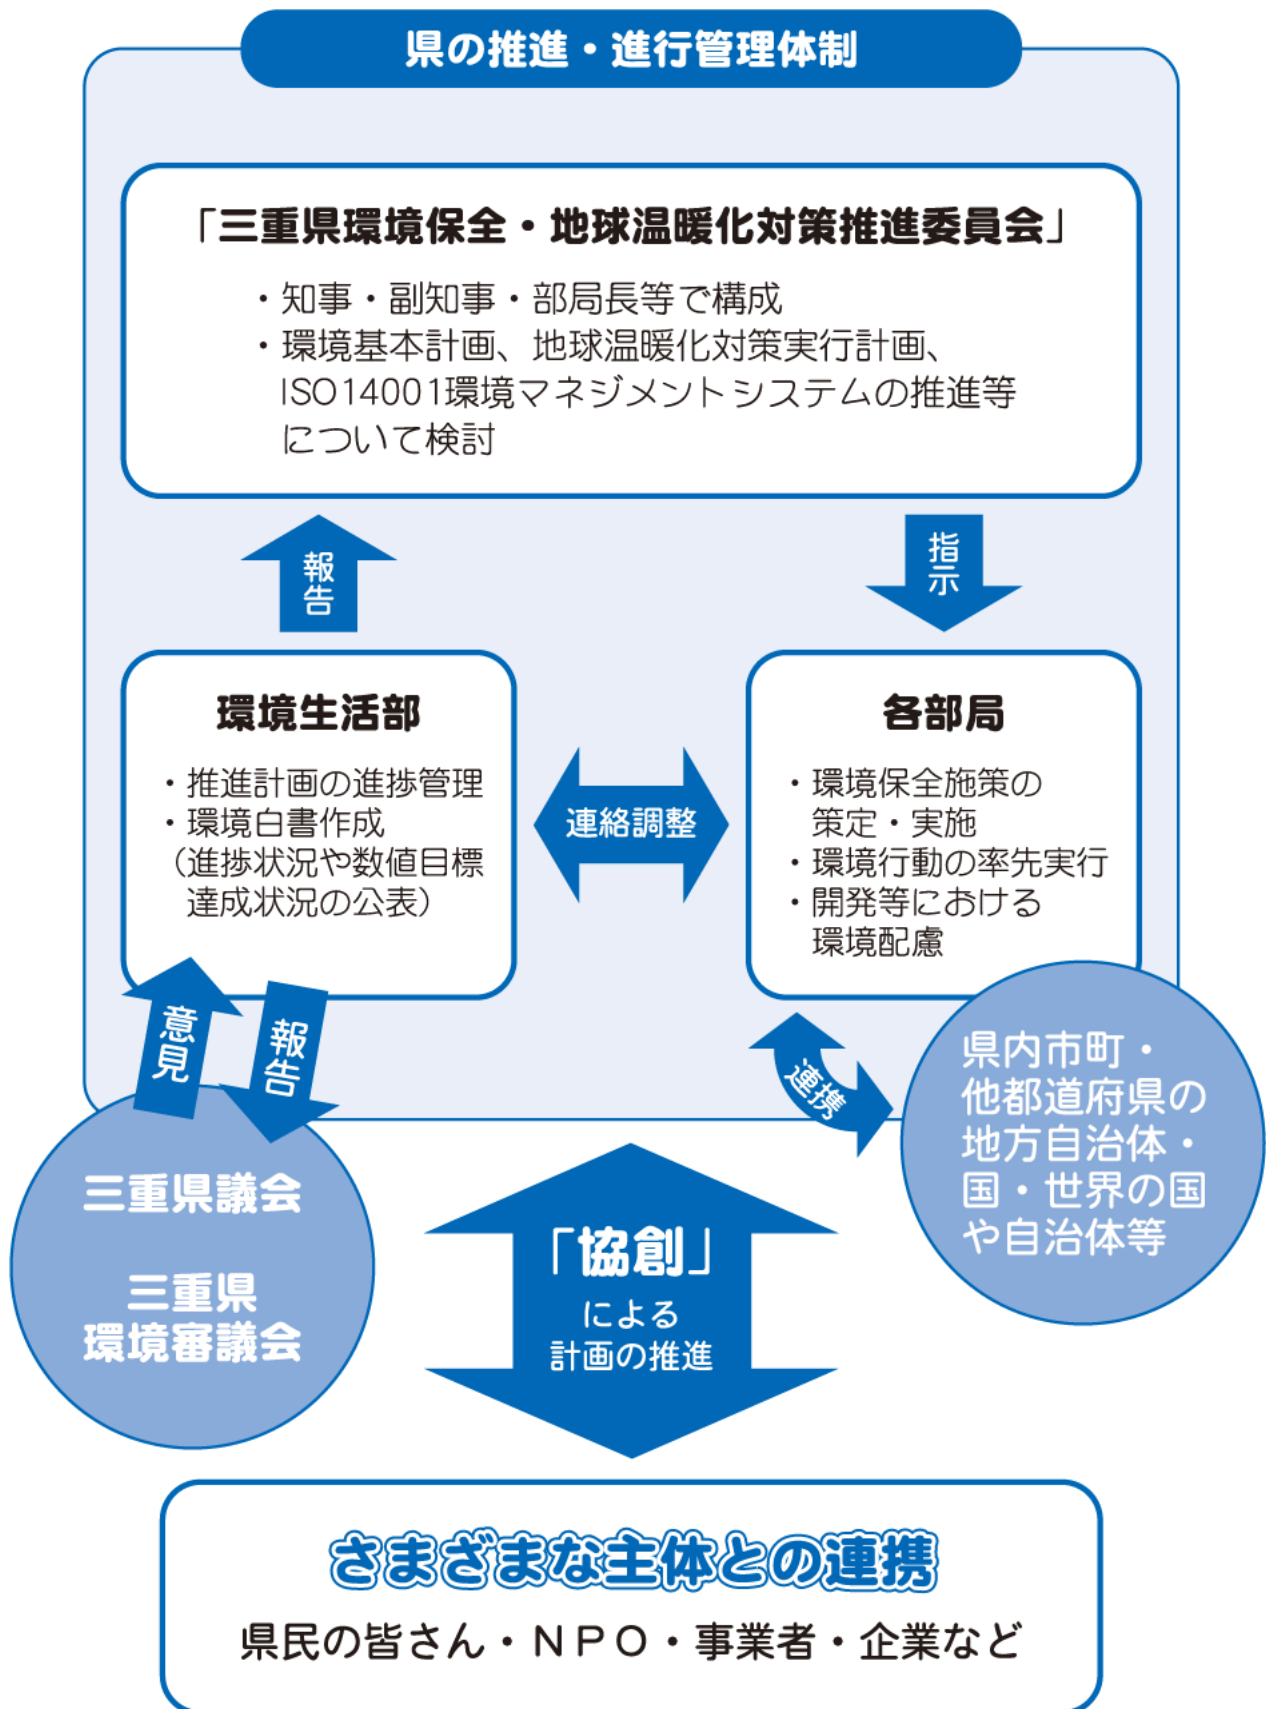 県の推進・進行管理体制
「三重県環境保全・地球温暖化対策推進委員会」
・知事・副知事・部局長等で構成
・環境基本計画、地球温暖化対策実行計画、
ISO14001環境マネジメントシステムの推進等
について検討
報告
指示
環境生活部
・推進計画の進捗管理
・環境白書作成
（進捗状況や数値目標
達成状況の公表）
連絡調整
各部局
・環境保全施策の
策定・実施
・環境行動の率先実行
・開発等における
環境配慮
意見
報告
連携
県内市町・
他都道府県の
地方自治体・
国・世界の国
や自治体等
三重県議会
三重県
環境審議会
「協創」
による
計画の推進
さまざまな主体との連携
県民の皆さん・ＮＰＯ・事業者・企業など